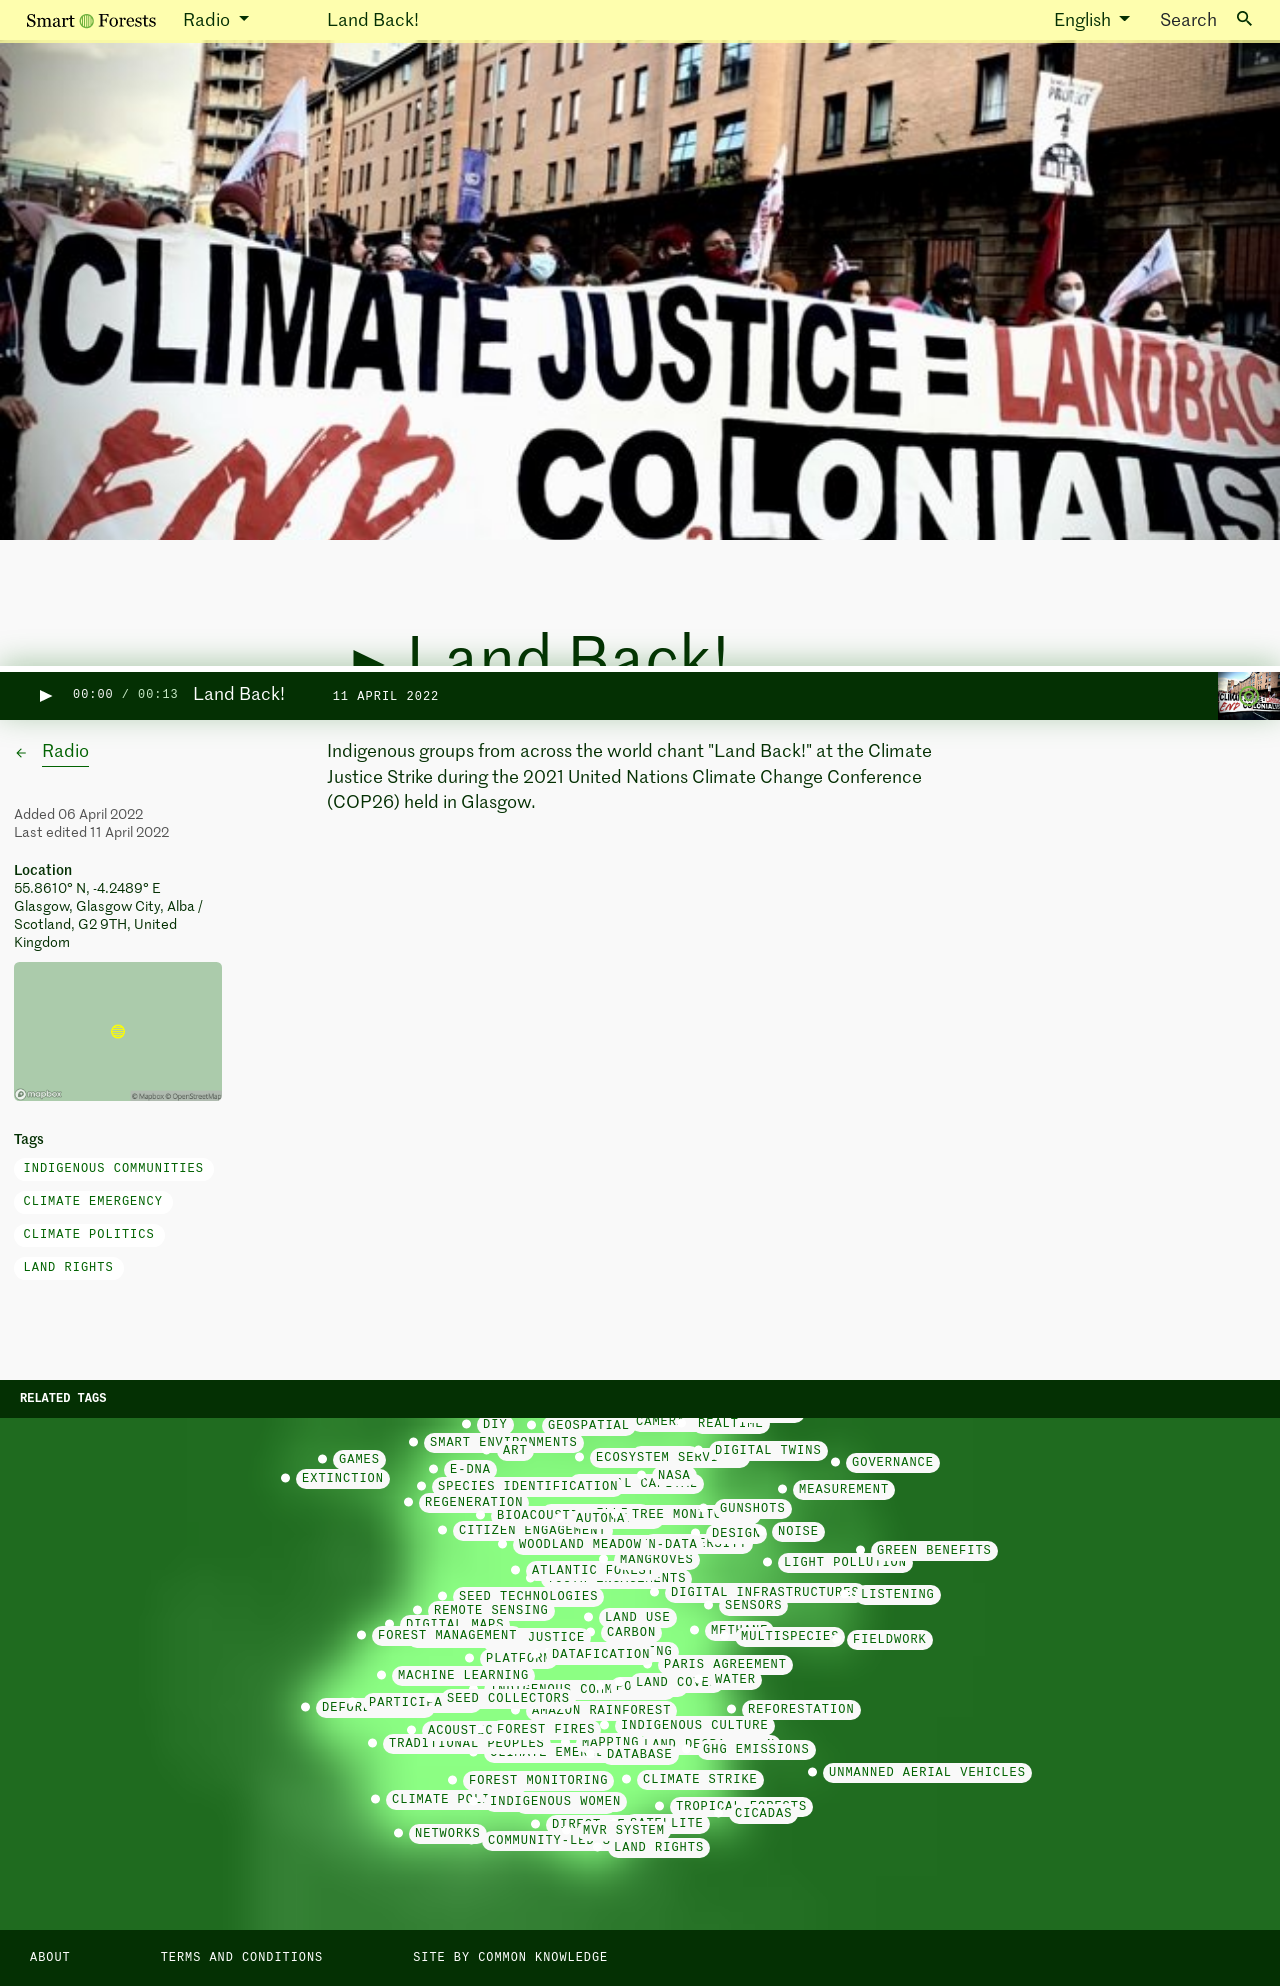 Smart Forests
Radio
Land Back!
English
Search
PROTECT
CLIMATE JUSTICE = LANDBACK
END COLONIALIS
Land Back!
00:00 / 00:13
Land Back!
11 APRIL 2022
Radio
Indigenous groups from across the world chant "Land Back!" at the Climate
Justice Strike during the 2021 United Nations Climate Change Conference
(COP26) held in Glasgow.
Added 06 April 2022
Last edited 11 April 2022
Location
55.8610° N, -4.2489° E
Glasgow, Glasgow City, Alba /
Scotland, G2 9TH, United
Kingdom
mapbox
© Mapbox © OpenStreetMap
Tags
INDIGENOUS COMMUNITIES
CLIMATE EMERGENCY
CLIMATE POLITICS
LAND RIGHTS
RELATED TAGS
DIY
GEOSPATIAL
REALTIME
SMART ENVIRONMENTS
ART
ECOSYSTEM
DIGITAL TWINS
GAMES
GOVERNANCE
E-DNA
NASA
EXTINCTION
SPECIES IDENTIFICATION
MEASUREMENT
REGENERATION
GUNSHOTS
TREE
CITIZEN ENGAGEMENT
DESIGN
NOISE
WOODLAND MEADOW
GREEN BENEFITS
MANGROVES
LIGHT POLLUTION
ATLANTIC FOREST
DIGITAL INFRASTRUCTURES
LISTENING
SEED TECHNOLOGIES
SENSORS
REMOTE SENSING
LAND USE
DIGITAL MAPS
CARBON
METHANE
FOREST MANAGEMENT
JUSTICE
MULTISPECIES
FIELDWORK
DATAFICATION
PARIS AGREEMENT
MACHINE LEARNING
WATER
LAND
SEED COLLECTORS
AMAZON RAINFOREST
REFORESTATION
INDIGENOUS CULTURE
FOREST FIRES
TRADITIONAL PEOPLES
MAPPING
GHG EMISSIONS
DATABASE
UNMANNED AERIAL VEHICLES
FOREST MONITORING
CLIMATE STRIKE
CLIMATE
INDIGENOUS WOMEN
TROPICAL FORESTS
CICADAS
MVR SYSTEM
NETWORKS
COMMUNITY-LED
LAND RIGHTS
ABOUT
TERMS AND CONDITIONS
SITE BY COMMON KNOWLEDGE